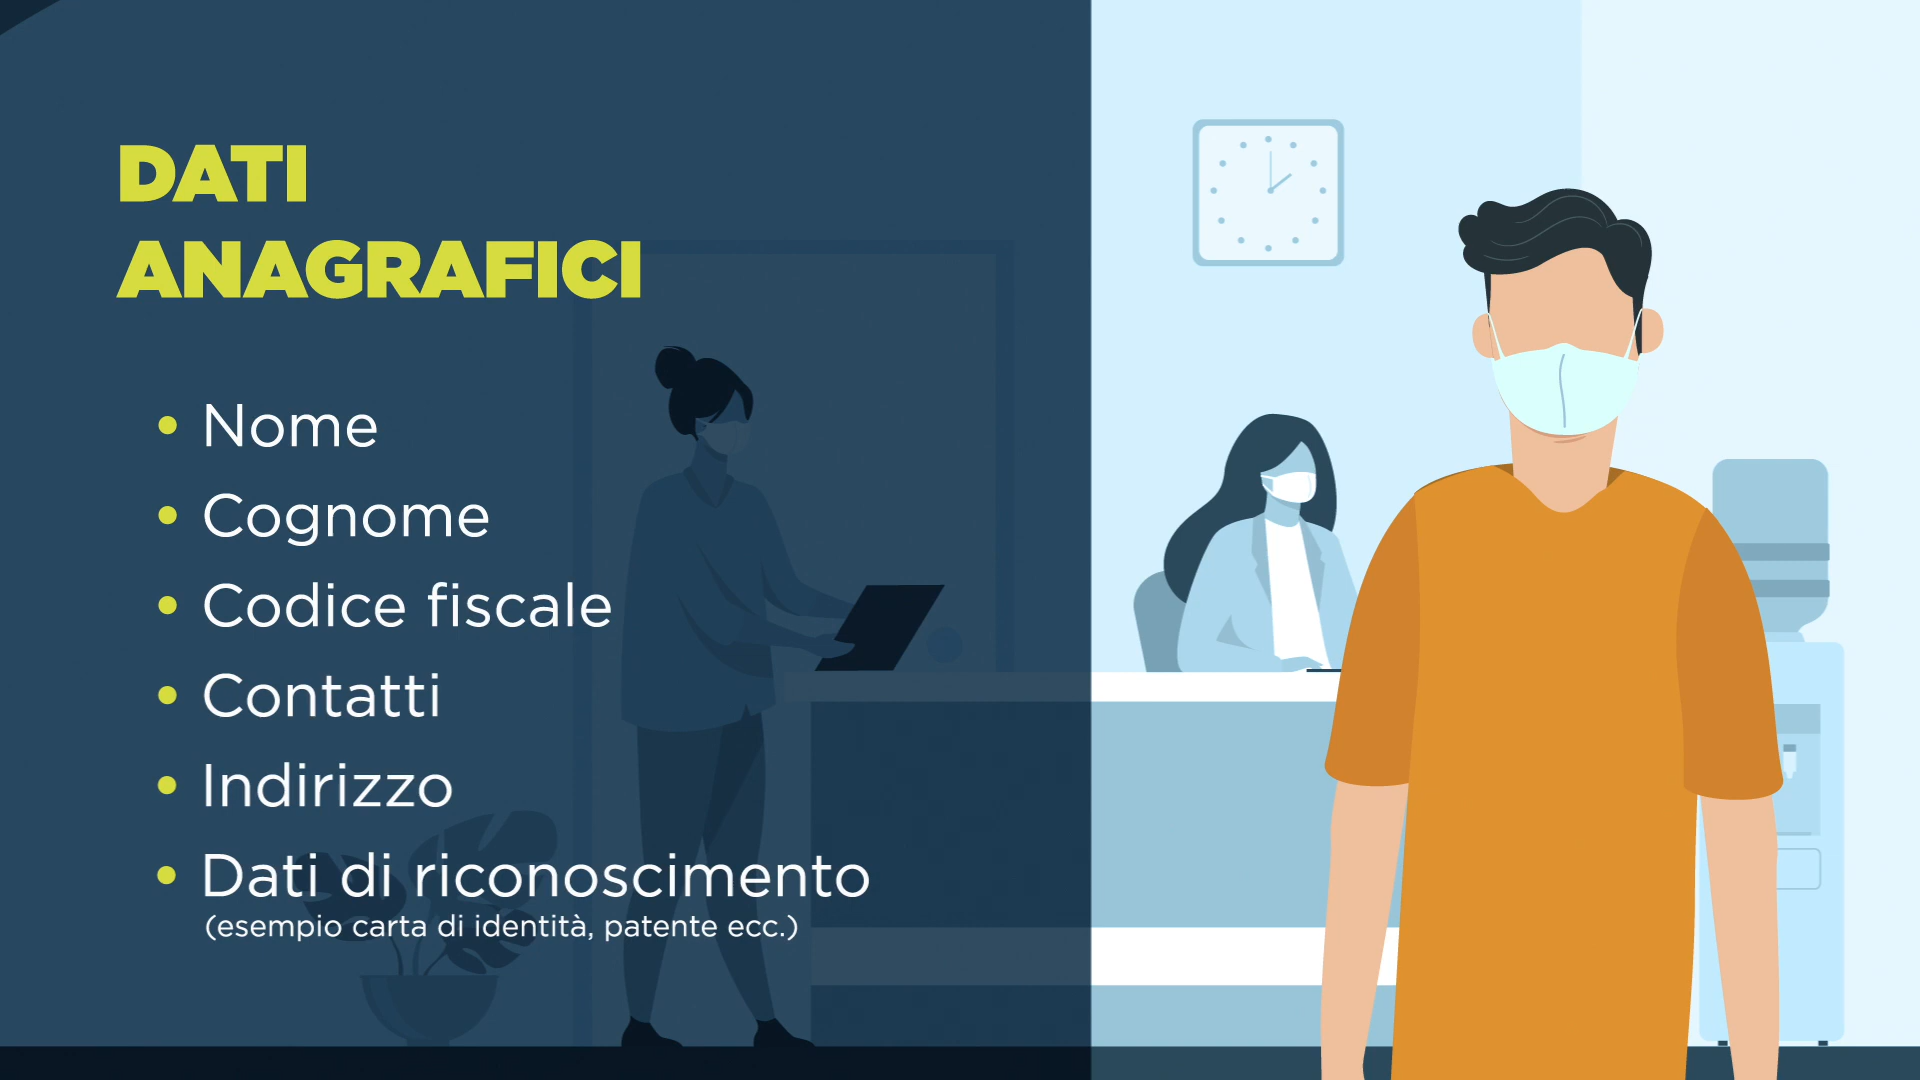 DATI
ANAGRAFICI
• Nome
• Cognome
• Codice fiscale
• Contatti
• Indirizzo
• Dati di riconoscimento
(esempio carta di identità, patente ecc.)